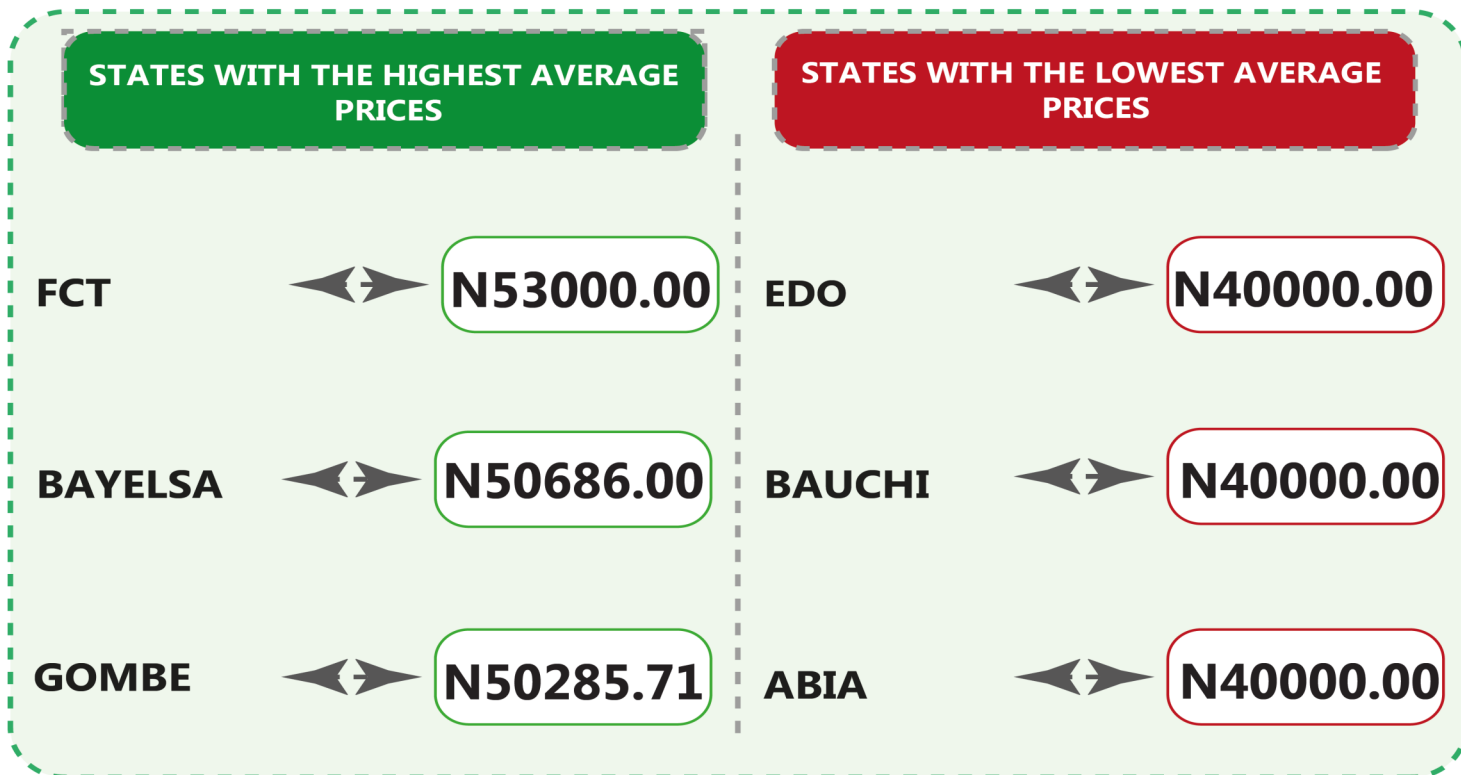 STATES WITH THE HIGHEST AVERAGE
PRICES
FCT N53000.00
BAYELSA N50686.00
GOMBE N50285.71
STATES WITH THE LOWEST AVERAGE
PRICES
EDO N40000.00
BAUCHI N40000.00
ABIA N40000.00